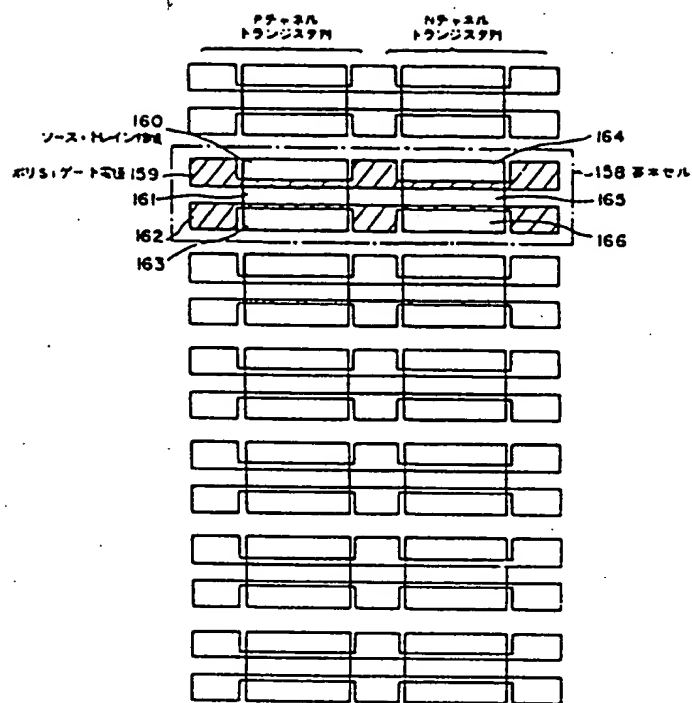 Pチャネル
トランジスタ列
Nチャネル
トランジスタ列
160
ソース・ドレイン領域
ポリSiゲート電極 159
161
162
163
164
158 基本セル
165
166